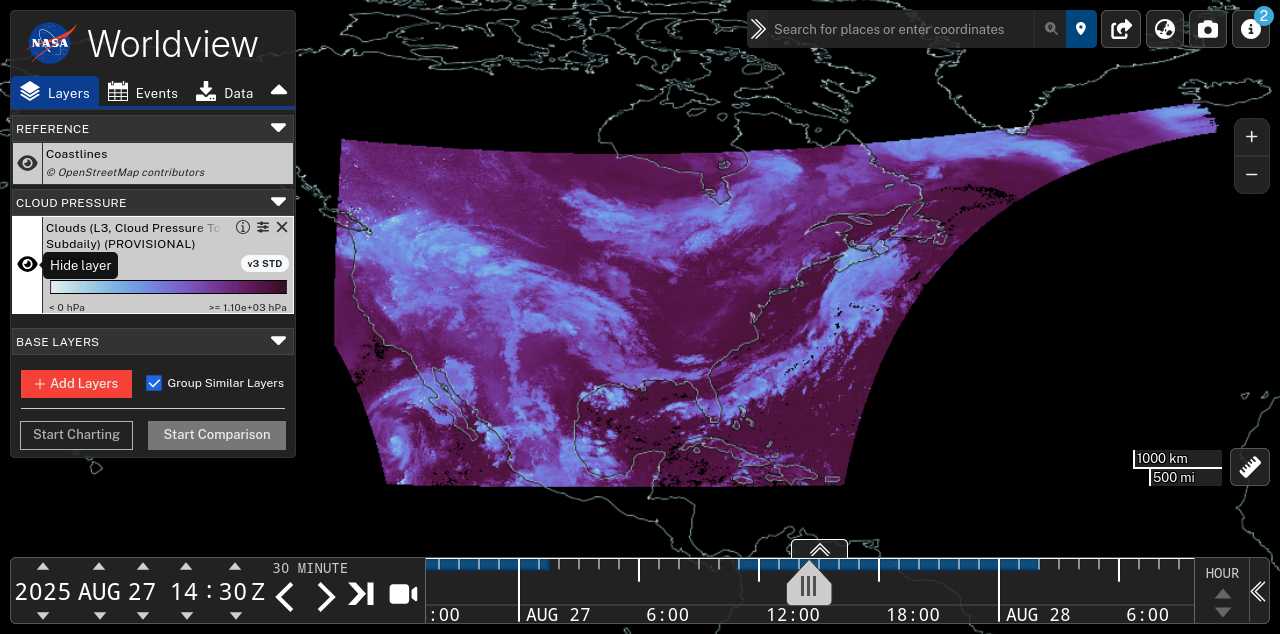 NASA
Worldview
Layers
Events
Data
REFERENCE
Coastlines
© OpenStreetMap contributors
CLOUD PRESSURE
Clouds (L3, Cloud Pressure To
Subdaily) (PROVISIONAL)
Hide layer
v3 STD
< 0 hPa
>= 1.10e+03 hPa
BASE LAYERS
+ Add Layers
Group Similar Layers
Start Charting
Start Comparison
Search for places or enter coordinates
2
+
−
1000 km
500 mi
2025 AUG 27 14 : 30 Z
30 MINUTE
:00
AUG 27
6:00
12:00
18:00
AUG 28
6:00
HOUR